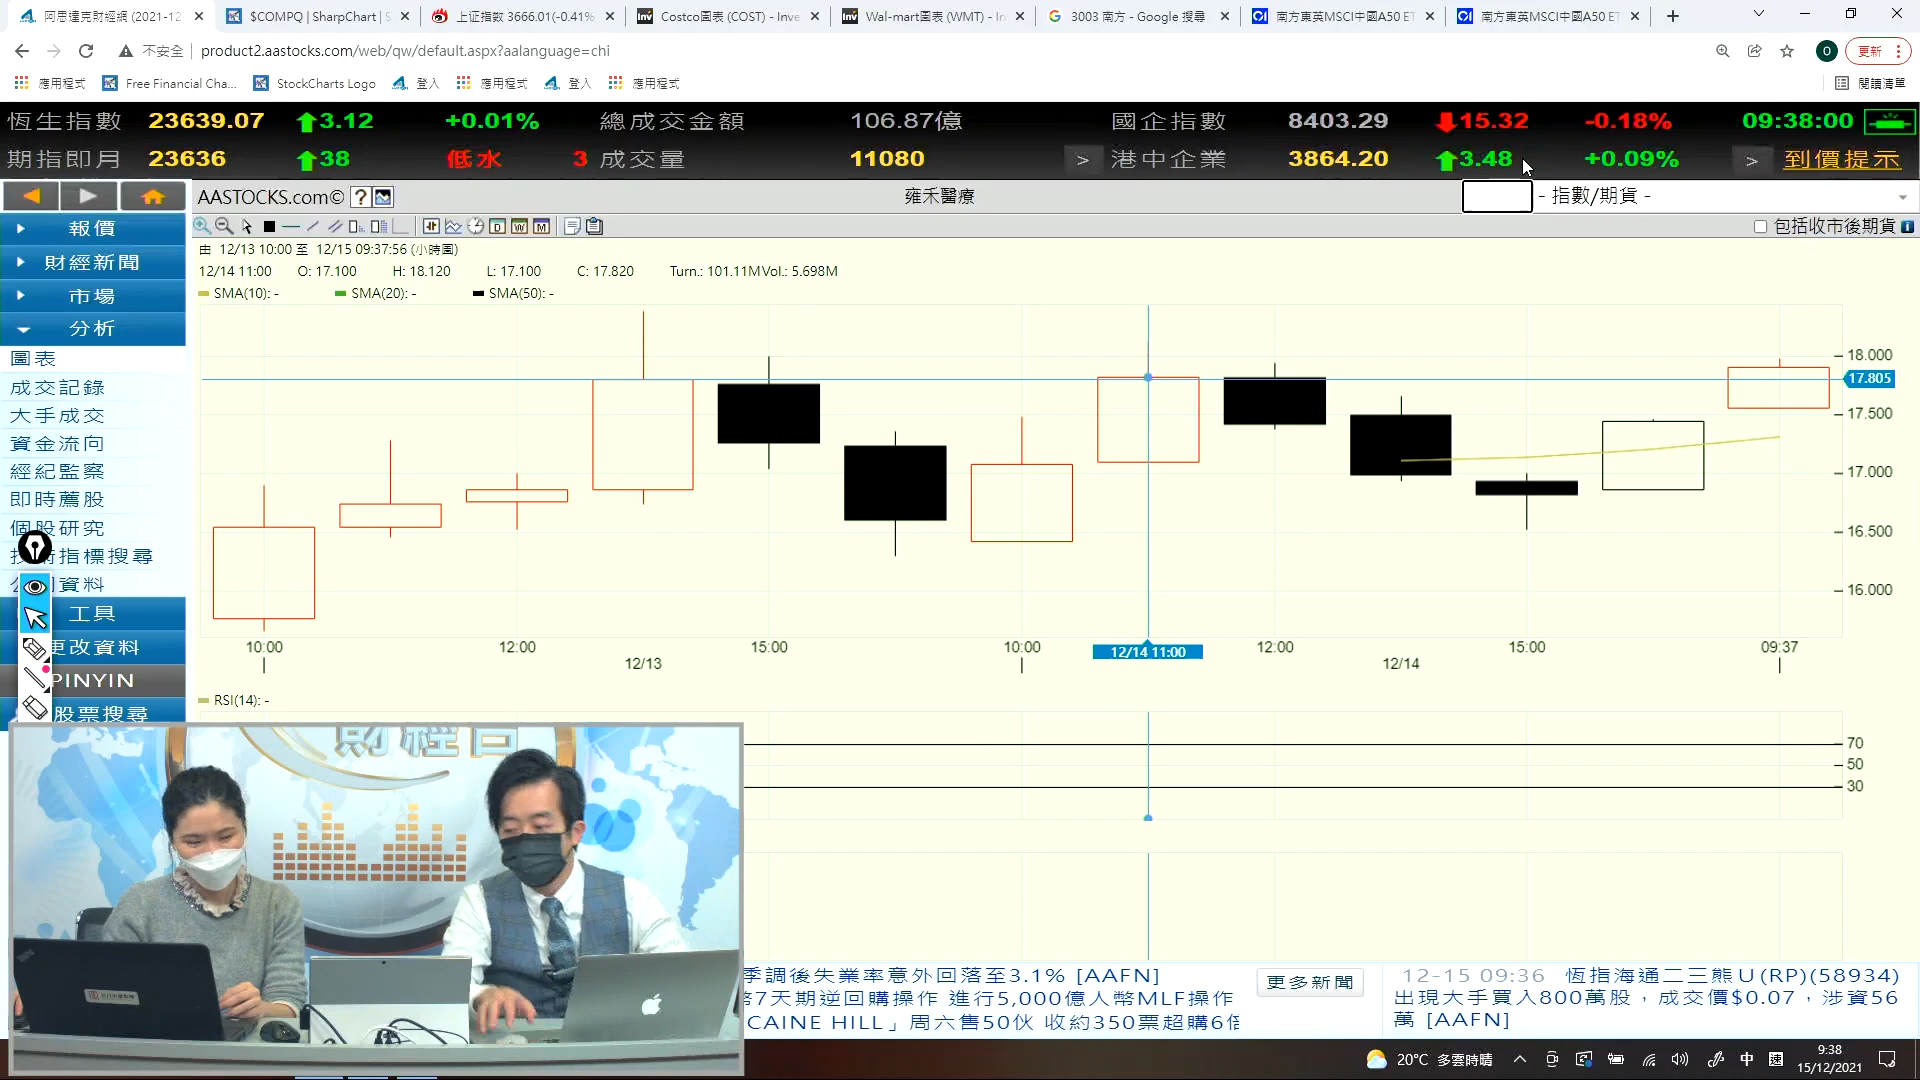 阿思達克財經網 (2021-12
$COMPQ | SharpChart | S
上证指数 3666.01(-0.41%
Costco圖表 (COST) - Inve
Wal-mart圖表 (WMT) - In
3003 南方 - Google 搜尋
南方東英MSCI中國A50 ET
南方東英MSCI中國A50 ET
不安全
product2.aastocks.com/web/qw/default.aspx?aalanguage=chi
O
更新
應用程式
Free Financial Cha...
StockCharts Logo
登入
應用程式
登入
應用程式
閱讀清單
恆生指數 23639.07 3.12 +0.01% 總成交金額 106.87億 國企指數 8403.29 15.32 -0.18% 09:38:00
期指即月 23636 38 低水 3 成交量 11080 > 港中企業 3864.20 3.48 +0.09% > 到價提示
AASTOCKS.com© ?
雍禾醫療
- 指數/期貨 -
D W M
包括收市後期貨 i
由 12/13 10:00 至 12/15 09:37:56 (小時圖)
12/14 11:00 O: 17.100 H: 18.120 L: 17.100 C: 17.820 Turn.: 101.11MVol.: 5.698M
SMA(10): - SMA(20): - SMA(50): -
報價
財經新聞
市場
分析
圖表
成交記錄
大手成交
資金流向
經紀監察
即時薦股
個股研究
指標搜尋
資料
工具
更改資料
PINYIN
股票搜尋
18.000
17.805
17.500
17.000
16.500
16.000
10:00 12:00 15:00 10:00 12/14 11:00 12:00 15:00 09:37
12/13 12/14
RSI(14): -
70
50
30
財經台
季調後失業率意外回落至3.1% [AAFN]
7天期逆回購操作 進行5,000億人幣MLF操作
CAINE HILL」周六售50伙 收約350票超購6倍
更多新聞
12-15 09:36 恆指海通二三熊U(RP)(58934)
出現大手買入800萬股，成交價$0.07，涉資56
萬 [AAFN]
20°C 多雲時晴
中
速
9:38
15/12/2021